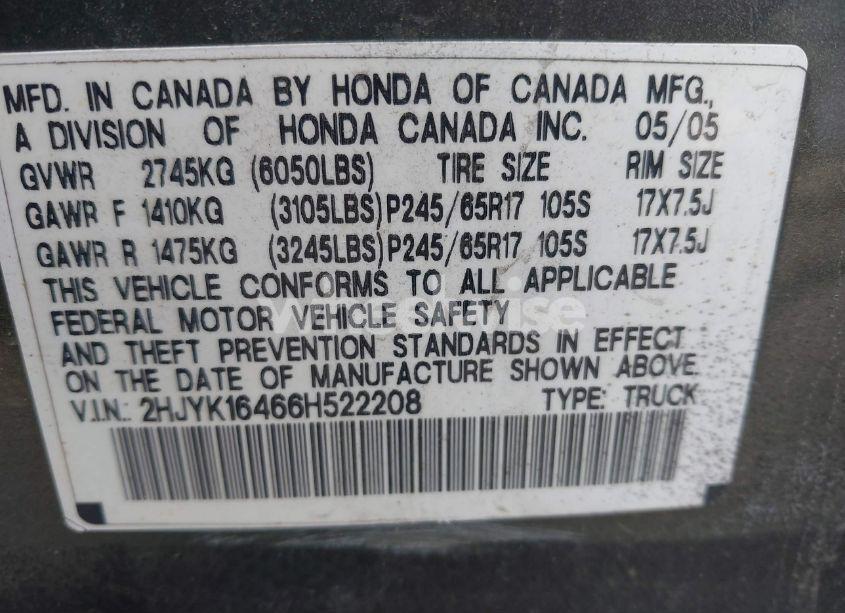 MFD. IN CANADA BY HONDA OF CANADA MFG.,
A DIVISION OF HONDA CANADA INC. 05/05
GVWR 2745KG (6050LBS) TIRE SIZE RIM SIZE
GAWR F 1410KG (3105LBS) P245/65R17 105S 17X7.5J
GAWR R 1475KG (3245LBS) P245/65R17 105S 17X7.5J
THIS VEHICLE CONFORMS TO ALL APPLICABLE
FEDERAL MOTOR VEHICLE SAFETY
AND THEFT PREVENTION STANDARDS IN EFFECT
ON THE DATE OF MANUFACTURE SHOWN ABOVE.
V.I.N.: 2HJYK16466H522208 TYPE: TRUCK